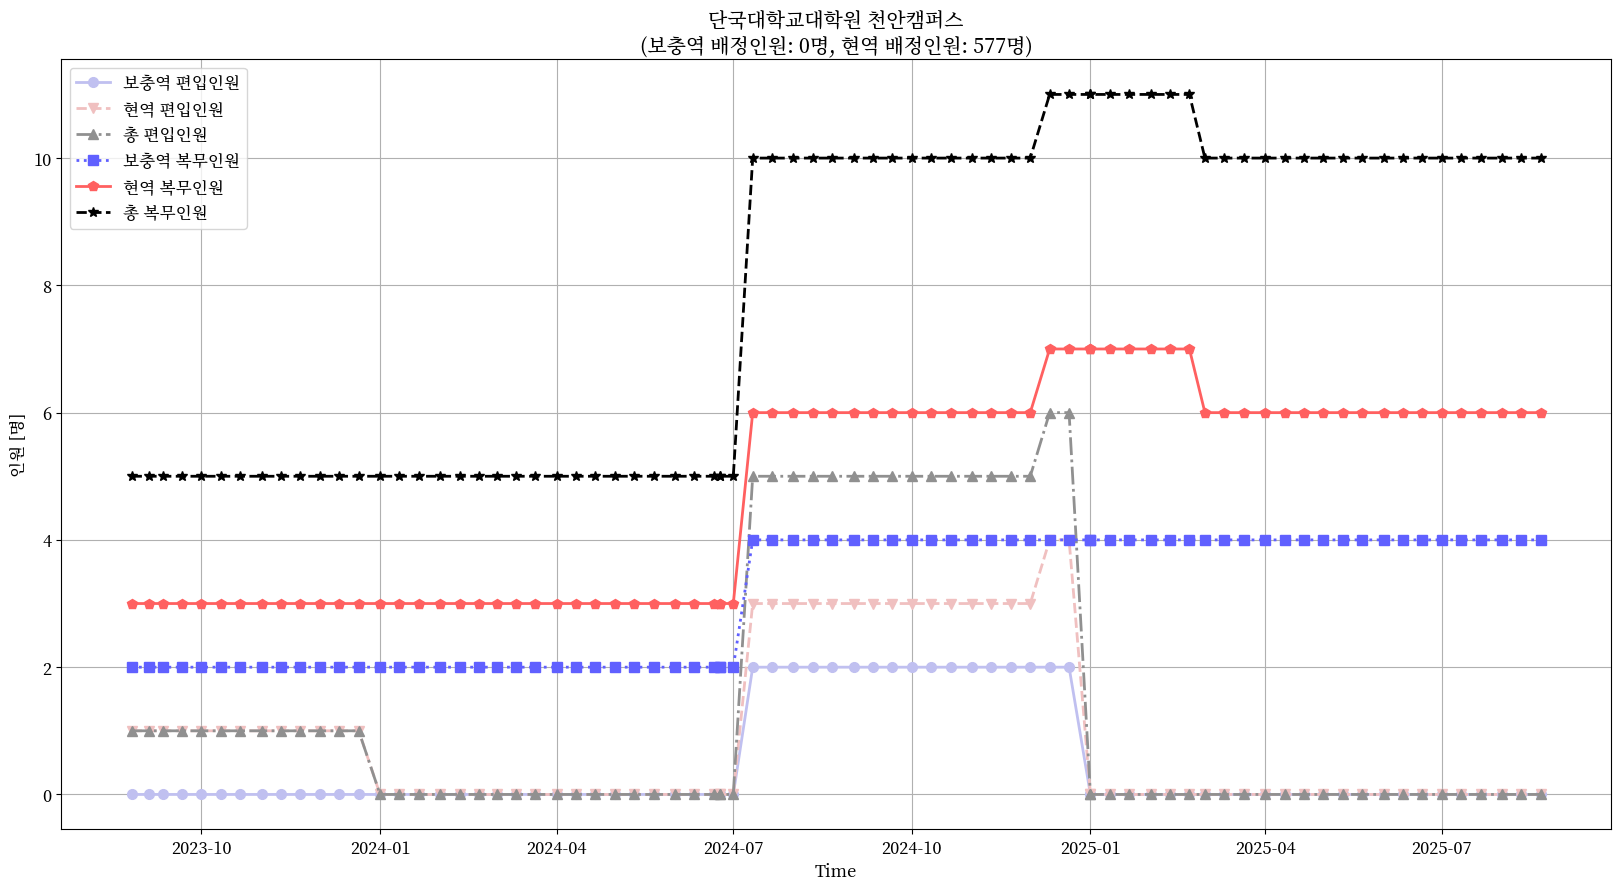 단국대학교대학원 천안캠퍼스
(보충역 배정인원: 0명, 현역 배정인원: 577명)
보충역 편입인원
현역 편입인원
총 편입인원
보충역 복무인원
현역 복무인원
총 복무인원
인원 [명]
10
8
6
4
2
0
2023-10
2024-01
2024-04
2024-07
2024-10
2025-01
2025-04
2025-07
Time